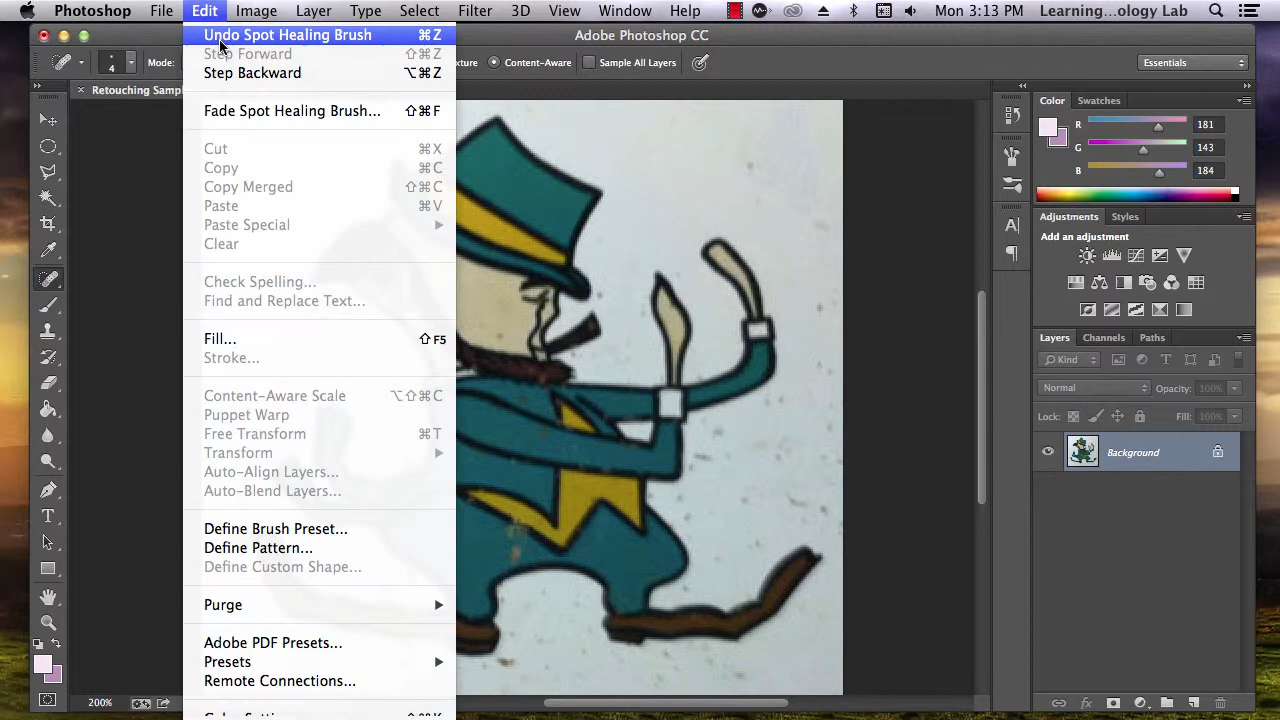 Photoshop File Edit Image Layer Type Select Filter 3D View Window Help Mon 3:13 PM Learning...ology Lab
Undo Spot Healing Brush ⌘Z
Step Forward ⇧⌘Z
Step Backward ⌥⌘Z
Fade Spot Healing Brush... ⇧⌘F
Cut ⌘X
Copy ⌘C
Copy Merged ⇧⌘C
Paste ⌘V
Paste Special
Clear
Check Spelling...
Find and Replace Text...
Fill... ⇧F5
Stroke...
Content-Aware Scale ⌥⇧⌘C
Puppet Warp
Free Transform ⌘T
Transform
Auto-Align Layers...
Auto-Blend Layers...
Define Brush Preset...
Define Pattern...
Define Custom Shape...
Purge
Adobe PDF Presets...
Presets
Remote Connections...
Adobe Photoshop CC
4 Mode: Content-Aware Sample All Layers Essentials
Retouching Samp
Color Swatches
R 181
G 143
B 184
Adjustments Styles
Add an adjustment
Layers Channels Paths
Kind
Normal Opacity: 100%
Lock: Fill: 100%
Background
200%